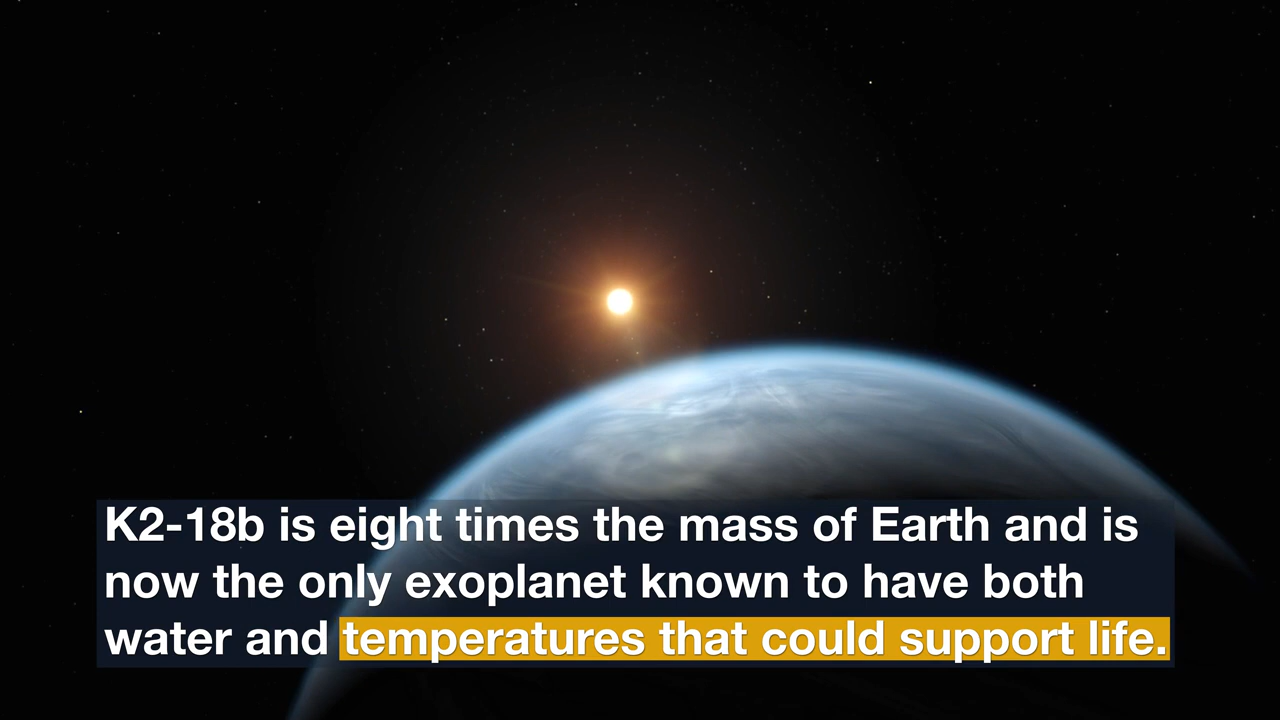 K2-18b is eight times the mass of Earth and is
now the only exoplanet known to have both
water and temperatures that could support life.